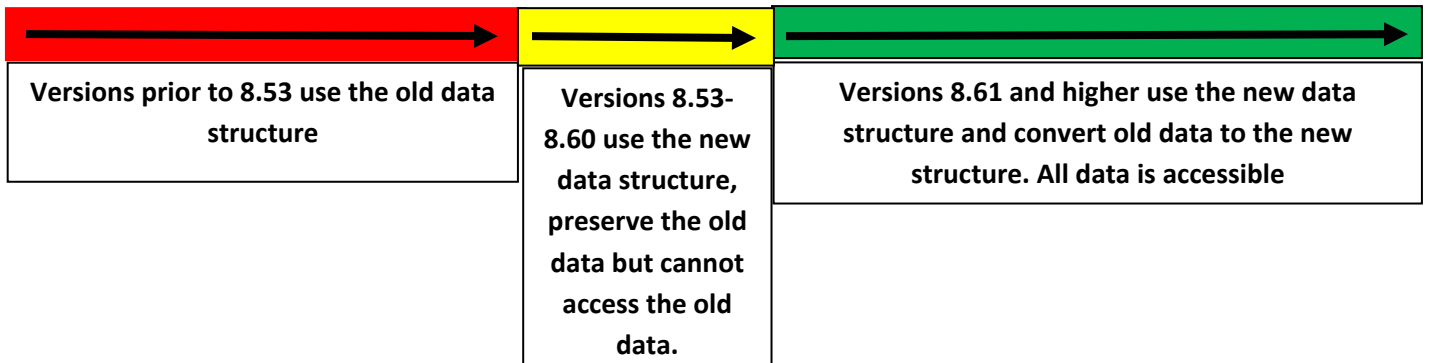 Versions prior to 8.53 use the old data
structure
Versions 8.53-
8.60 use the new
data structure,
preserve the old
data but cannot
access the old
data.
Versions 8.61 and higher use the new data
structure and convert old data to the new
structure. All data is accessible